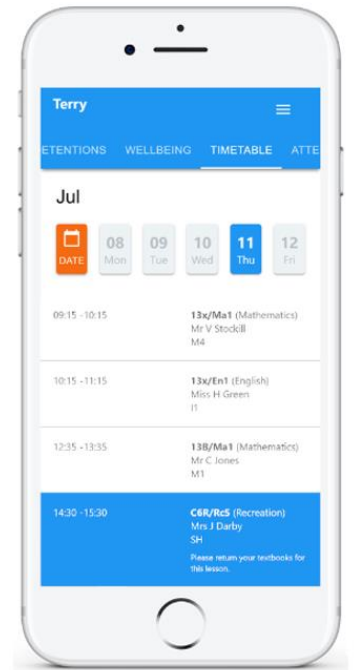 Terry
ETENTIONS WELLBEING TIMETABLE ATTE
Jul
DATE
08 Mon
09 Tue
10 Wed
11 Thu
12 Fri
09:15 -10:15
13x/Ma1 (Mathematics)
Mr V Stockill
M4
10:15 -11:15
13x/En1 (English)
Miss H Green
I1
12:35 -13:35
13B/Ma1 (Mathematics)
Mr C Jones
M1
14:30 -15:30
C6R/Rc5 (Recreation)
Mrs J Darby
SH
Please return your textbooks for
this lesson.